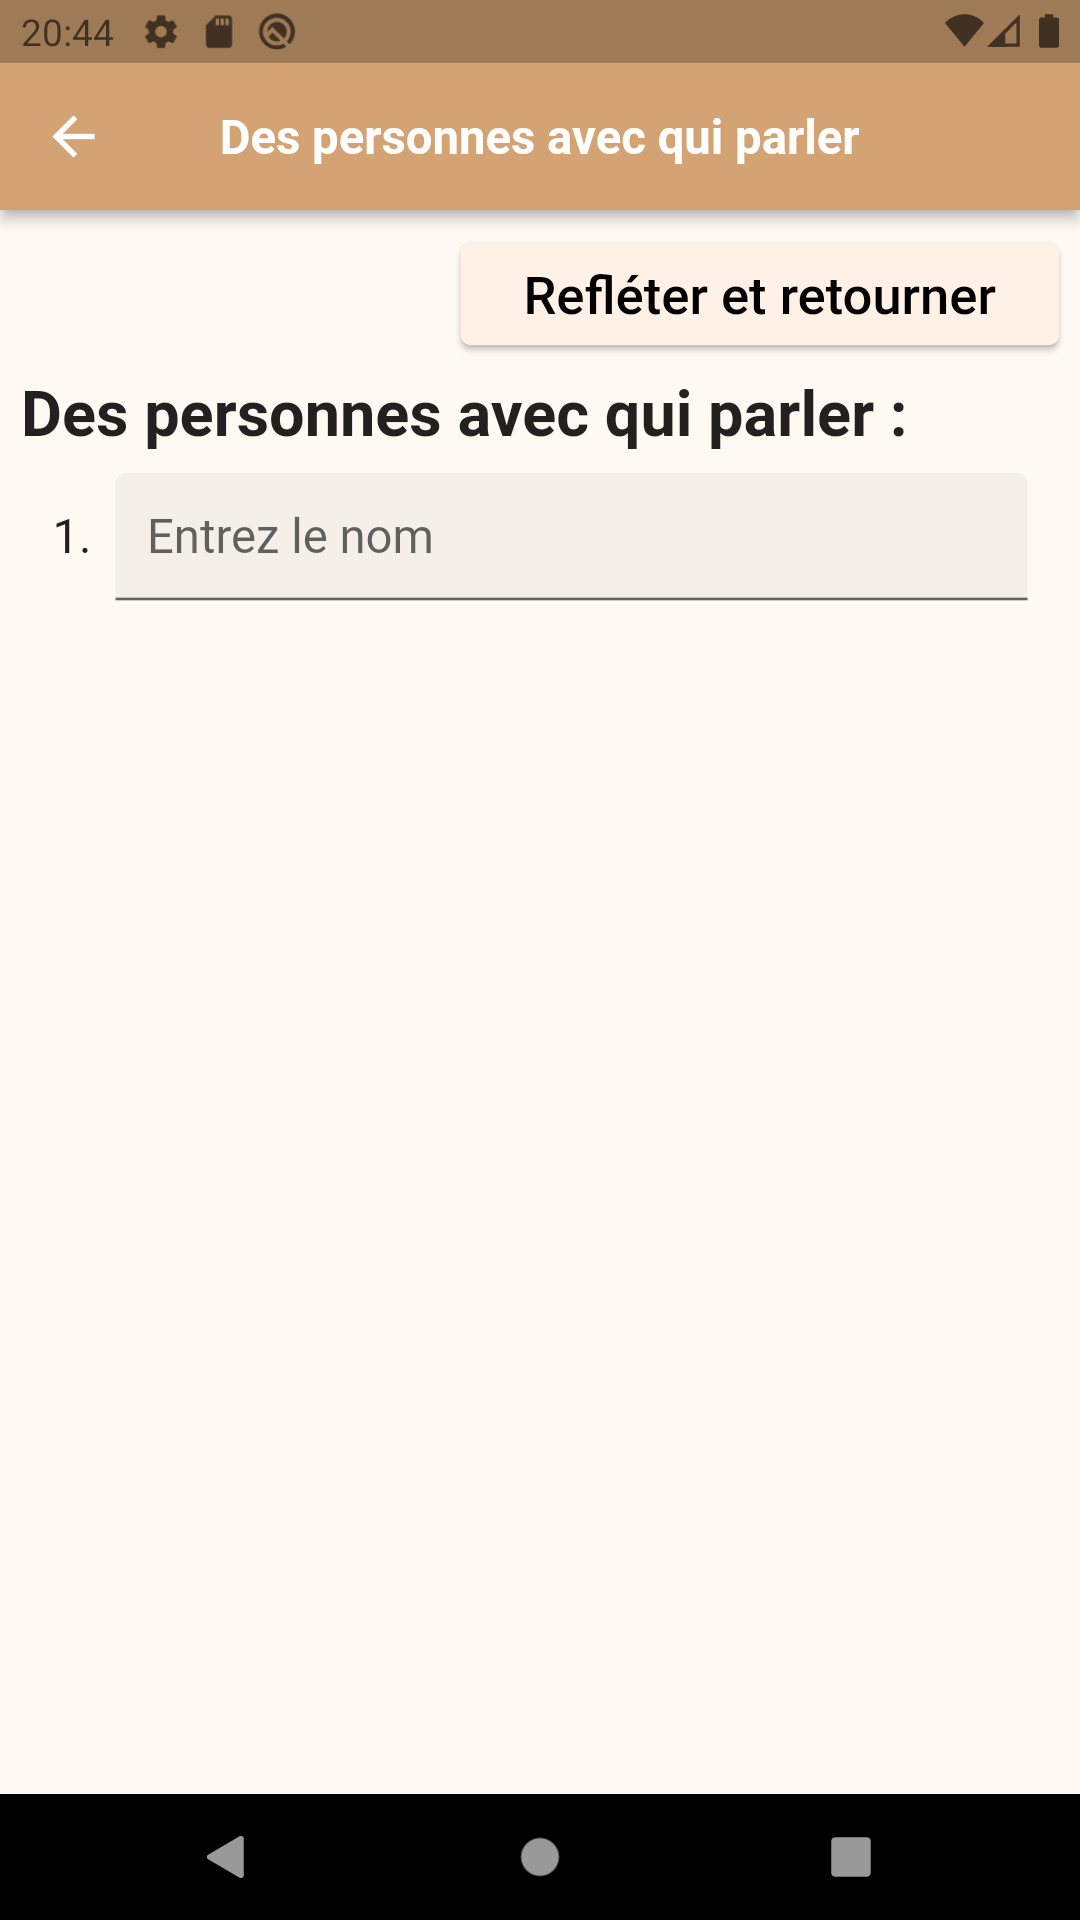 20:44
Des personnes avec qui parler
Refléter et retourner
Des personnes avec qui parler :
1. Entrez le nom